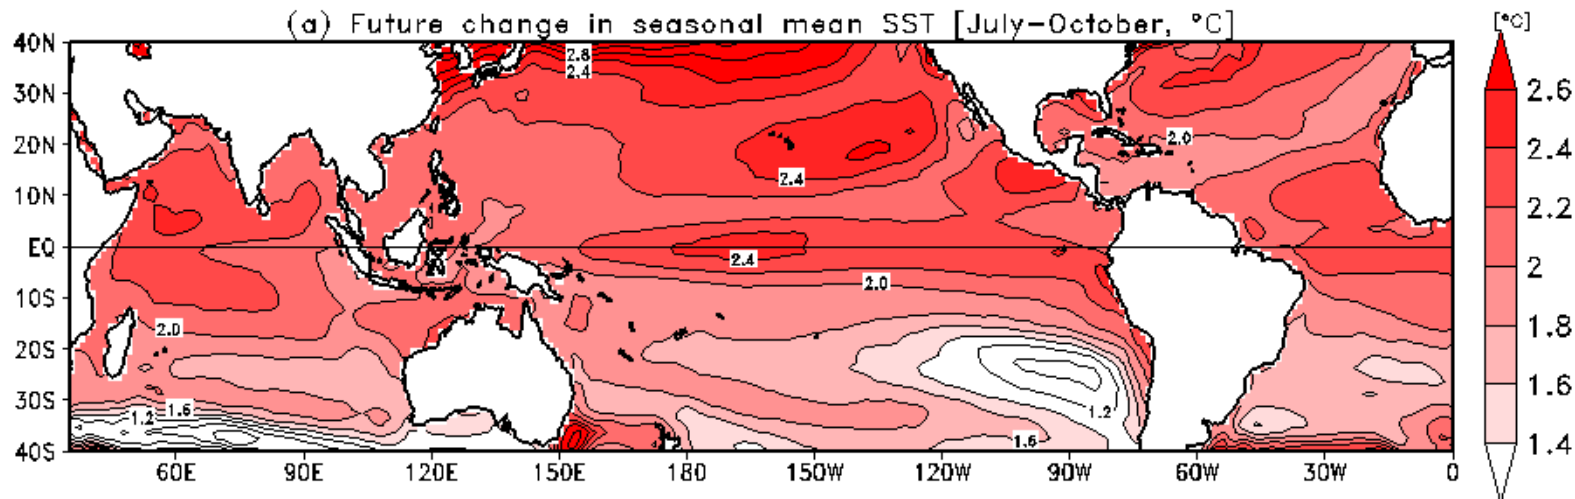 (a) Future change in seasonal mean SST [July–October, °C]
[°C]
40N
30N
20N
10N
EQ
10S
20S
30S
40S
2.8
2.4
2.0
2.4
2.4
2.0
2.0
1.2
1.6
1.2
1.6
60E 90E 120E 150E 180 150W 120W 90W 60W 30W 0
2.6
2.4
2.2
2
1.8
1.6
1.4